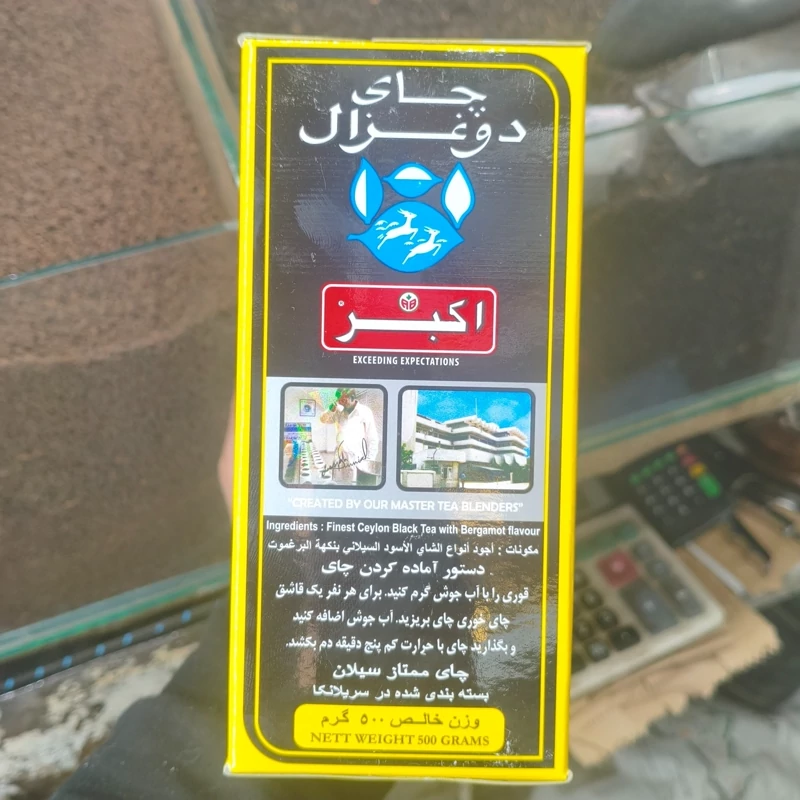 چای
دوغزال
اکبر
EXCEEDING EXPECTATIONS
"CREATED BY OUR MASTER TEA BLENDERS"
Ingredients : Finest Ceylon Black Tea with Bergamot flavour
مكونات : أجود أنواع الشاي الأسود السيلاني بنكهة البرغموت
دستور آماده کردن چای
قوری را با آب جوش گرم کنید. برای هر نفر یک قاشق
چای خوری چای بریزید. آب جوش اضافه کنید
و بگذارید چای با حرارت کم پنج دقیقه دم بکشد.
چای ممتاز سیلان
بسته بندی شده در سریلانکا
وزن خالص ۵۰۰ گرم
NETT WEIGHT 500 GRAMS